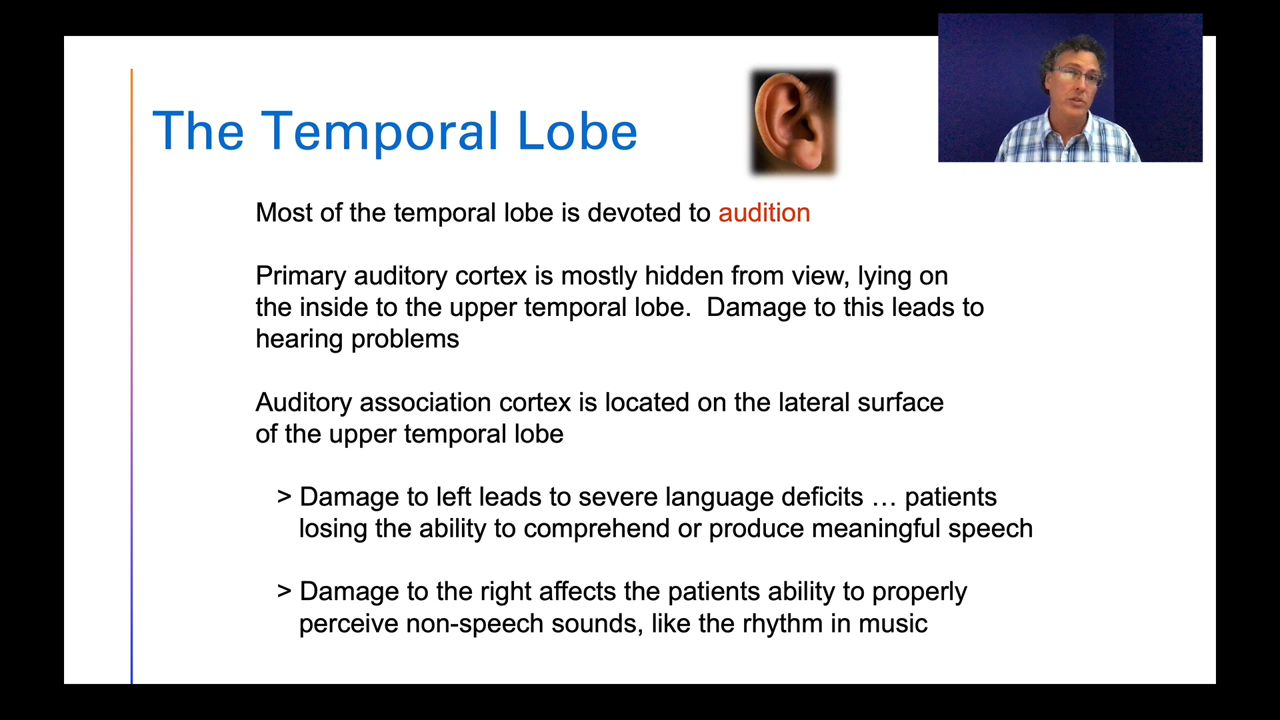 The Temporal Lobe
Most of the temporal lobe is devoted to audition
Primary auditory cortex is mostly hidden from view, lying on
the inside to the upper temporal lobe.  Damage to this leads to
hearing problems
Auditory association cortex is located on the lateral surface
of the upper temporal lobe
> Damage to left leads to severe language deficits … patients
losing the ability to comprehend or produce meaningful speech
> Damage to the right affects the patients ability to properly
perceive non-speech sounds, like the rhythm in music